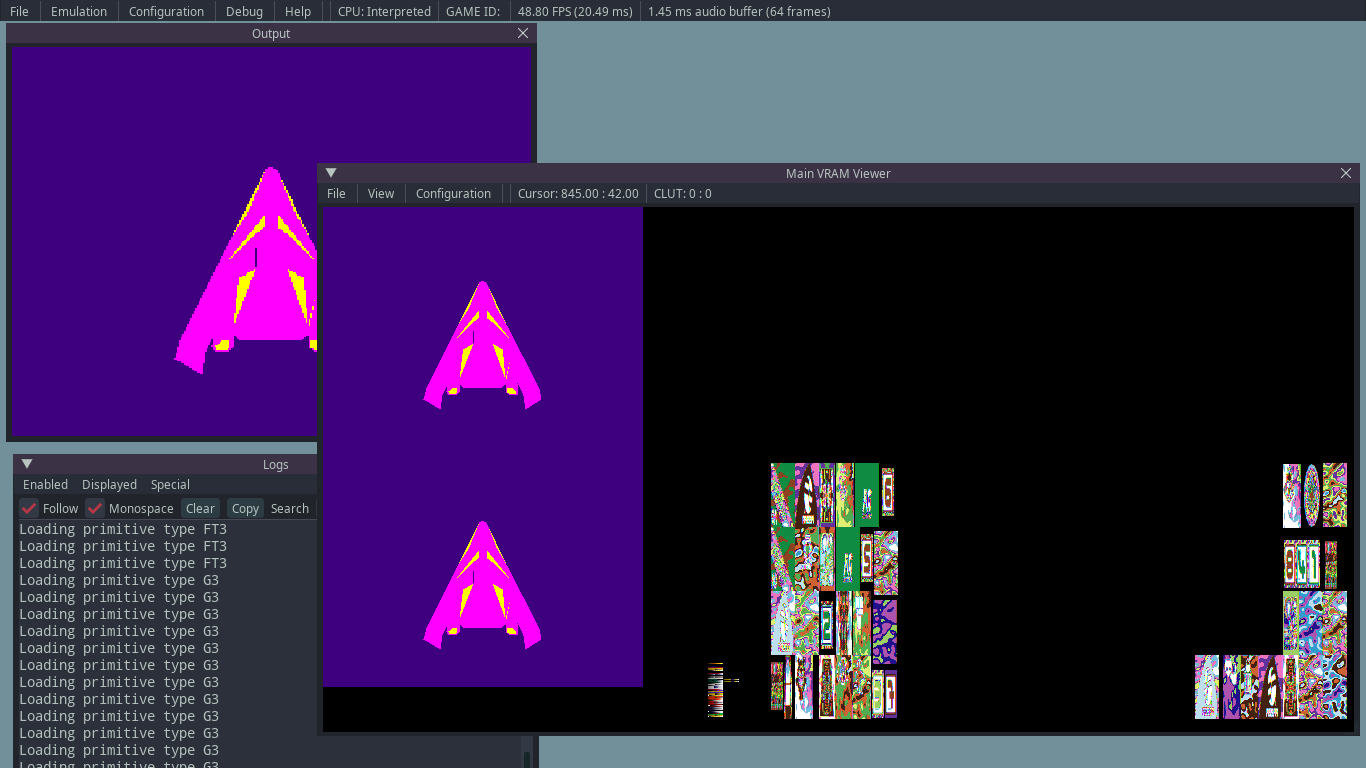 File Emulation Configuration Debug Help CPU: Interpreted GAME ID: 48.80 FPS (20.49 ms) 1.45 ms audio buffer (64 frames)
Output
Main VRAM Viewer
File View Configuration Cursor: 845.00 : 42.00 CLUT: 0 : 0
Logs
Enabled Displayed Special
Follow Monospace Clear Copy Search
Loading primitive type FT3
Loading primitive type FT3
Loading primitive type FT3
Loading primitive type G3
Loading primitive type G3
Loading primitive type G3
Loading primitive type G3
Loading primitive type G3
Loading primitive type G3
Loading primitive type G3
Loading primitive type G3
Loading primitive type G3
Loading primitive type G3
Loading primitive type G3
Loading primitive type G3